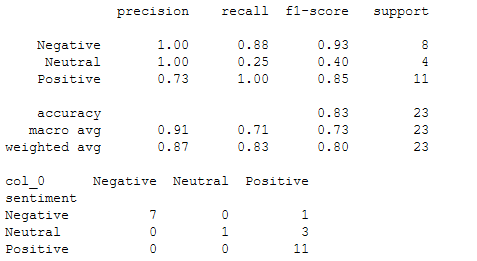 precision recall f1-score support
Negative 1.00 0.88 0.93 8
Neutral 1.00 0.25 0.40 4
Positive 0.73 1.00 0.85 11
accuracy 0.83 23
macro avg 0.91 0.71 0.73 23
weighted avg 0.87 0.83 0.80 23
col_0 Negative Neutral Positive
sentiment
Negative 7 0 1
Neutral 0 1 3
Positive 0 0 11